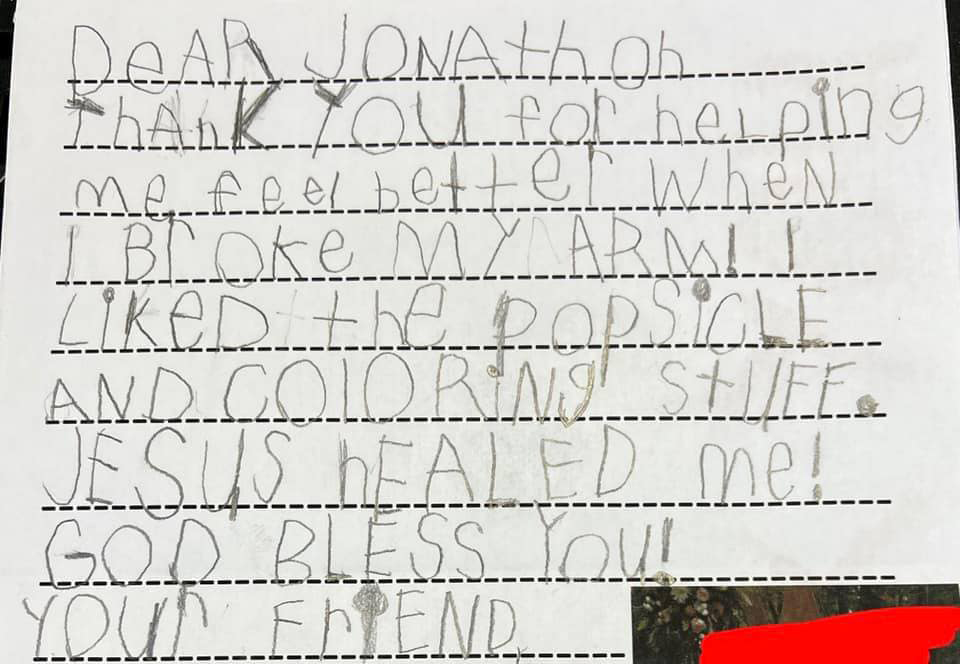 DeAR JONAthon
ThAnK YOU for heLping
me feel better when
I BrOKe MY ARM! I
LiKeD the popSiCLE
AND COlORiNg StUFF.
JESUS hEALED me!
GOD BLESS You!
YOur FriEND,